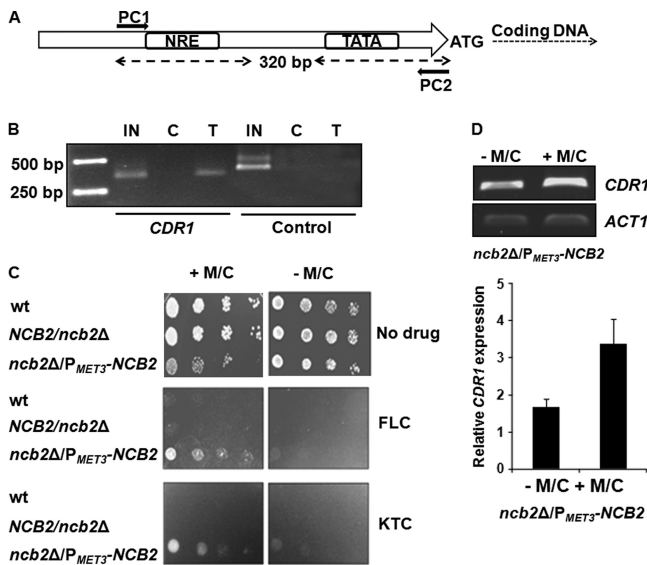 A
PC1
NRE
TATA
ATG
Coding DNA
320 bp
PC2
B
IN C T IN C T
500 bp
250 bp
CDR1
Control
C
+ M/C
- M/C
wt
NCB2/ncb2Δ
ncb2Δ/PMET3-NCB2
No drug
wt
NCB2/ncb2Δ
ncb2Δ/PMET3-NCB2
FLC
wt
NCB2/ncb2Δ
ncb2Δ/PMET3-NCB2
KTC
D
- M/C + M/C
CDR1
ACT1
ncb2Δ/PMET3-NCB2
Relative CDR1 expression
5
4
3
2
1
0
- M/C + M/C
ncb2Δ/PMET3-NCB2